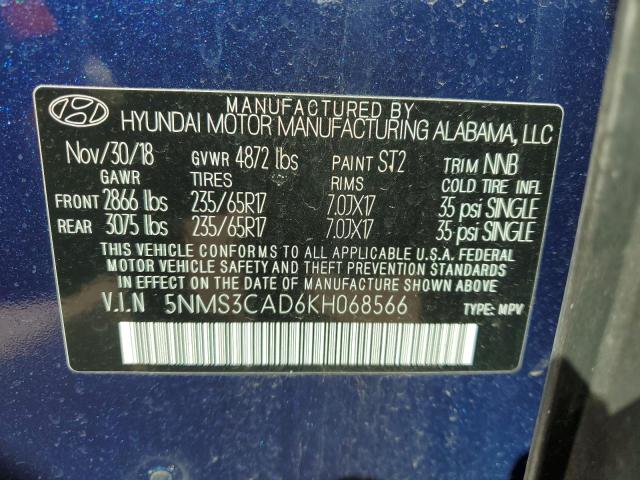 MANUFACTURED BY
HYUNDAI MOTOR MANUFACTURING ALABAMA, LLC
Nov/30/18 GVWR 4872 lbs PAINT ST2 TRIM NNB
GAWR TIRES RIMS COLD TIRE INFL
FRONT 2866 lbs 235/65R17 7.0JX17 35 psi SINGLE
REAR 3075 lbs 235/65R17 7.0JX17 35 psi SINGLE
THIS VEHICLE CONFORMS TO ALL APPLICABLE U.S.A. FEDERAL
MOTOR VEHICLE SAFETY AND THEFT PREVENTION STANDARDS
IN EFFECT ON THE DATE OF MANUFACTURE SHOWN ABOVE
V.I.N 5NMS3CAD6KH068566 TYPE: MPV